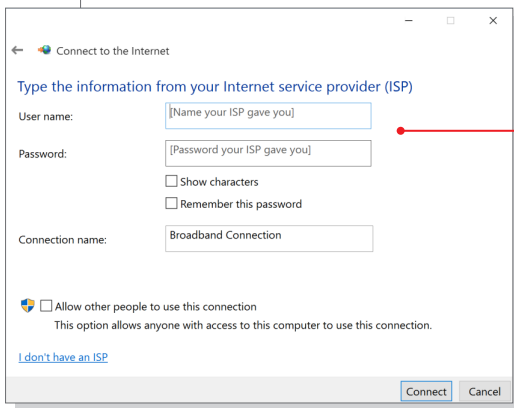 Connect to the Internet
Type the information from your Internet service provider (ISP)
User name:
[Name your ISP gave you]
Password:
[Password your ISP gave you]
Show characters
Remember this password
Connection name:
Broadband Connection
Allow other people to use this connection
This option allows anyone with access to this computer to use this connection.
I don't have an ISP
Connect Cancel